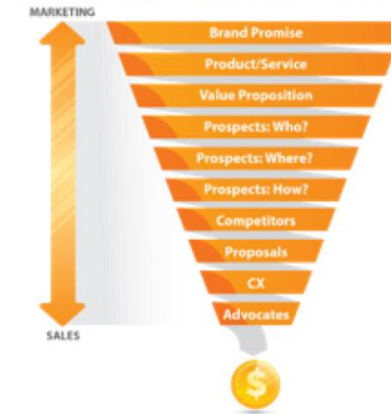 MARKETING
Brand Promise
Product/Service
Value Proposition
Prospects: Who?
Prospects: Where?
Prospects: How?
Competitors
Proposals
CX
Advocates
SALES
$